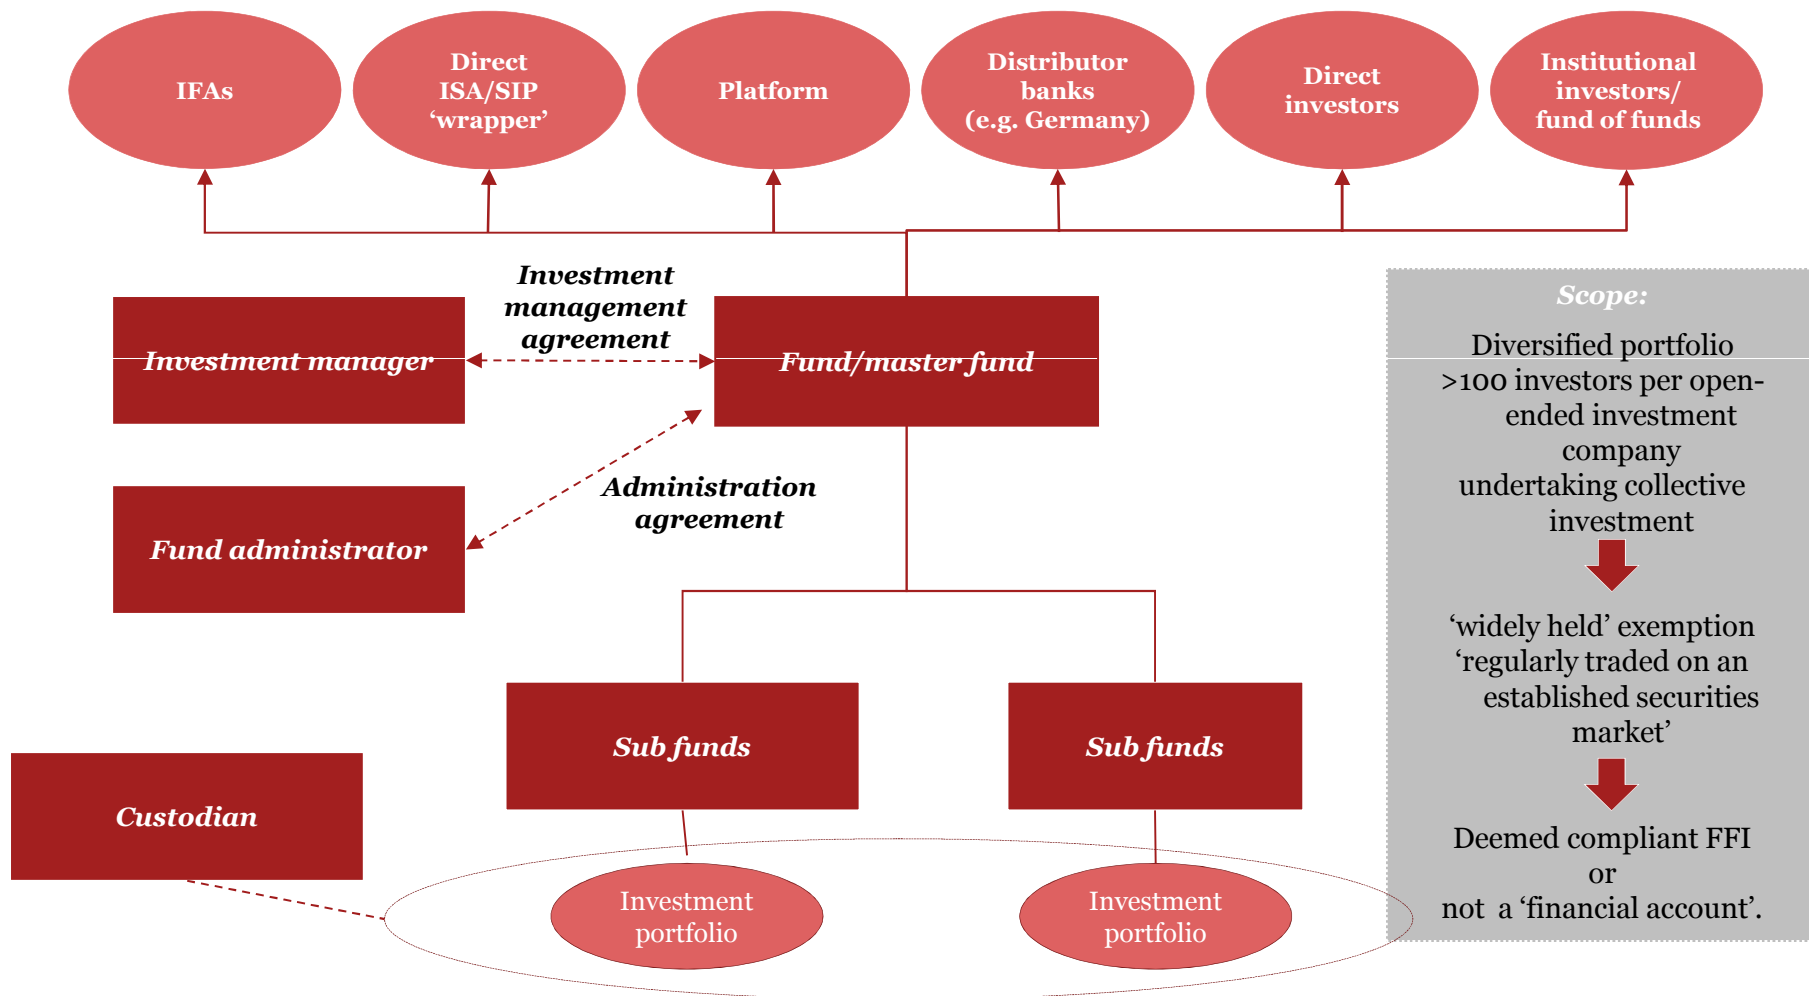 IFAs
Direct
ISA/SIP
‘wrapper’
Platform
Distributor
banks
(e.g. Germany)
Direct
investors
Institutional
investors/
fund of funds
Investment
management
agreement
Investment manager
Fund/master fund
Administration
agreement
Fund administrator
Sub funds
Sub funds
Custodian
Investment
portfolio
Investment
portfolio
Scope:
Diversified portfolio
>100 investors per open-
ended investment
company
undertaking collective
investment
‘widely held’ exemption
‘regularly traded on an
established securities
market’
Deemed compliant FFI
or
not a ‘financial account’.